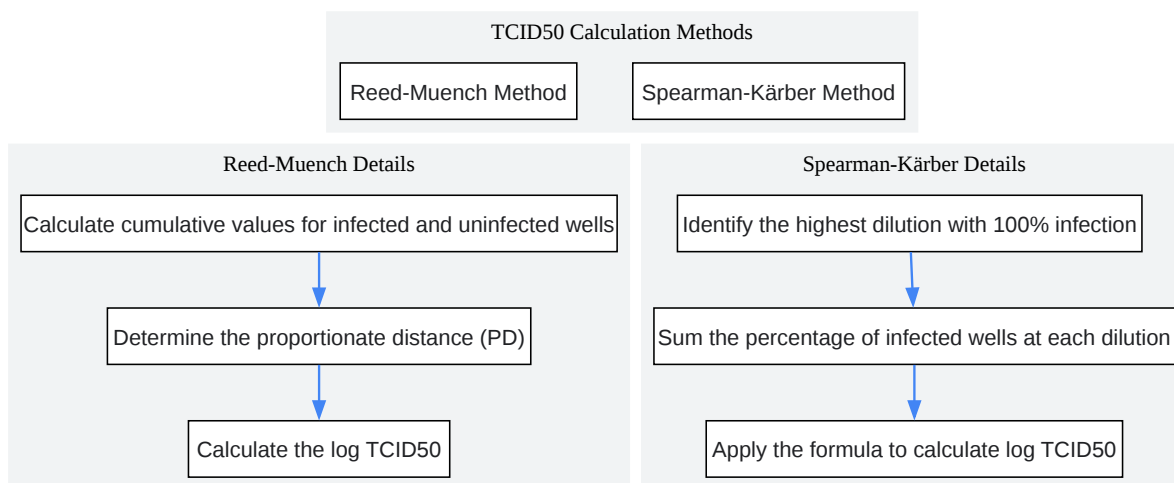 TCID50 Calculation Methods
Reed-Muench Method
Spearman-Kärber Method
Reed-Muench Details
Calculate cumulative values for infected and uninfected wells
Determine the proportionate distance (PD)
Calculate the log TCID50
Spearman-Kärber Details
Identify the highest dilution with 100% infection
Sum the percentage of infected wells at each dilution
Apply the formula to calculate log TCID50